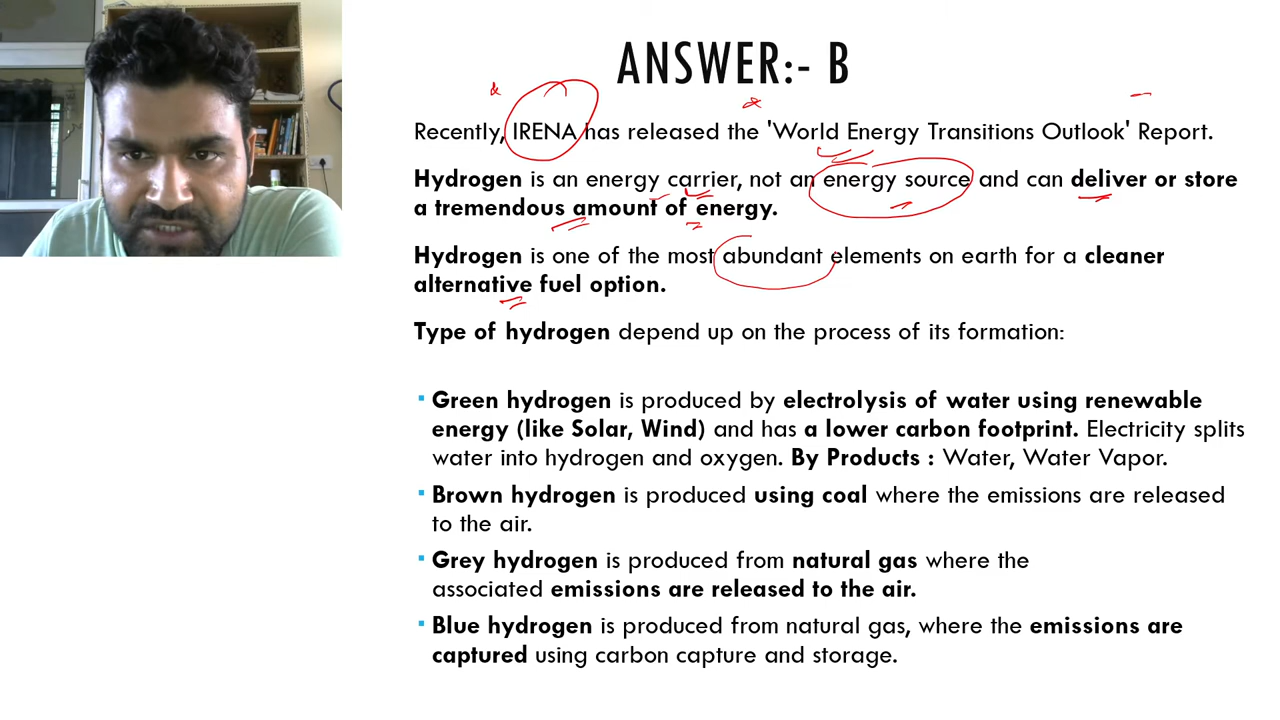 ANSWER:- B
Recently, IRENA has released the 'World Energy Transitions Outlook' Report.
Hydrogen is an energy carrier, not an energy source and can deliver or store
a tremendous amount of energy.
Hydrogen is one of the most abundant elements on earth for a cleaner
alternative fuel option.
Type of hydrogen depend up on the process of its formation:
▪ Green hydrogen is produced by electrolysis of water using renewable
energy (like Solar, Wind) and has a lower carbon footprint. Electricity splits
water into hydrogen and oxygen. By Products : Water, Water Vapor.
▪ Brown hydrogen is produced using coal where the emissions are released
to the air.
▪ Grey hydrogen is produced from natural gas where the
associated emissions are released to the air.
▪ Blue hydrogen is produced from natural gas, where the emissions are
captured using carbon capture and storage.